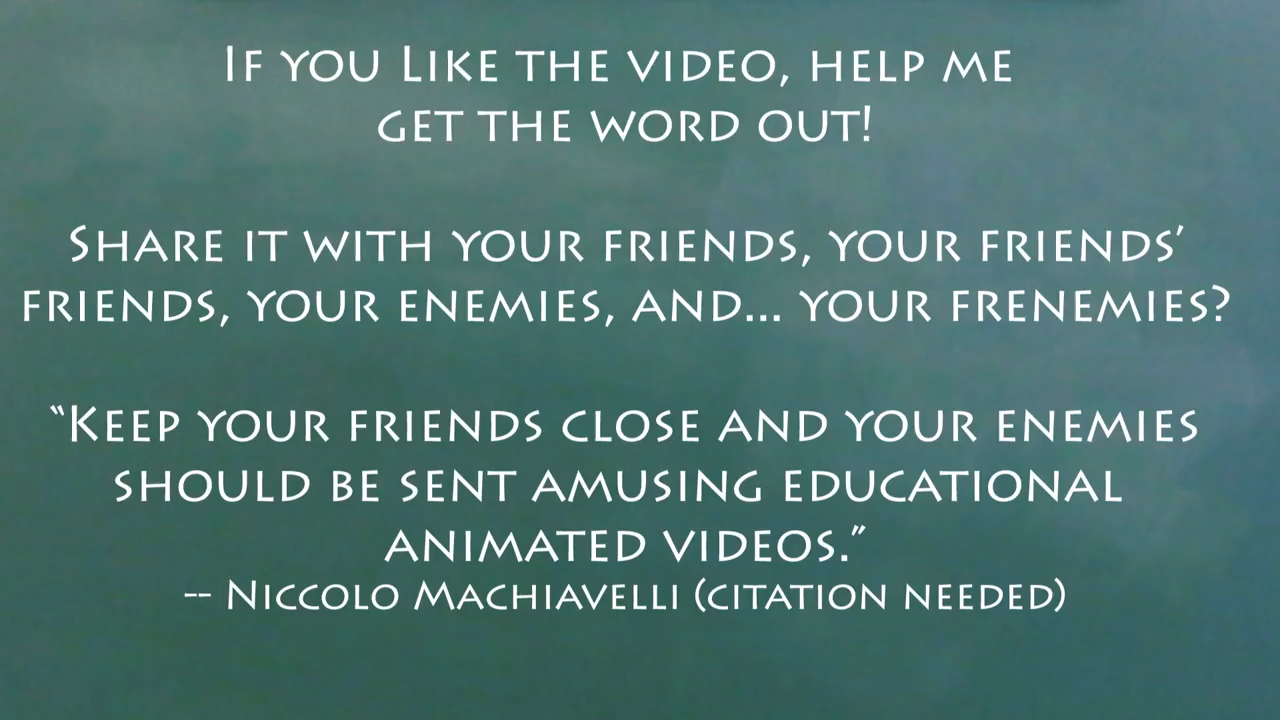 If you Like the video, help me
get the word out!
Share it with your friends, your friends’
friends, your enemies, and... your frenemies?
“Keep your friends close and your enemies
should be sent amusing educational
animated videos.”
-- Niccolo Machiavelli (citation needed)